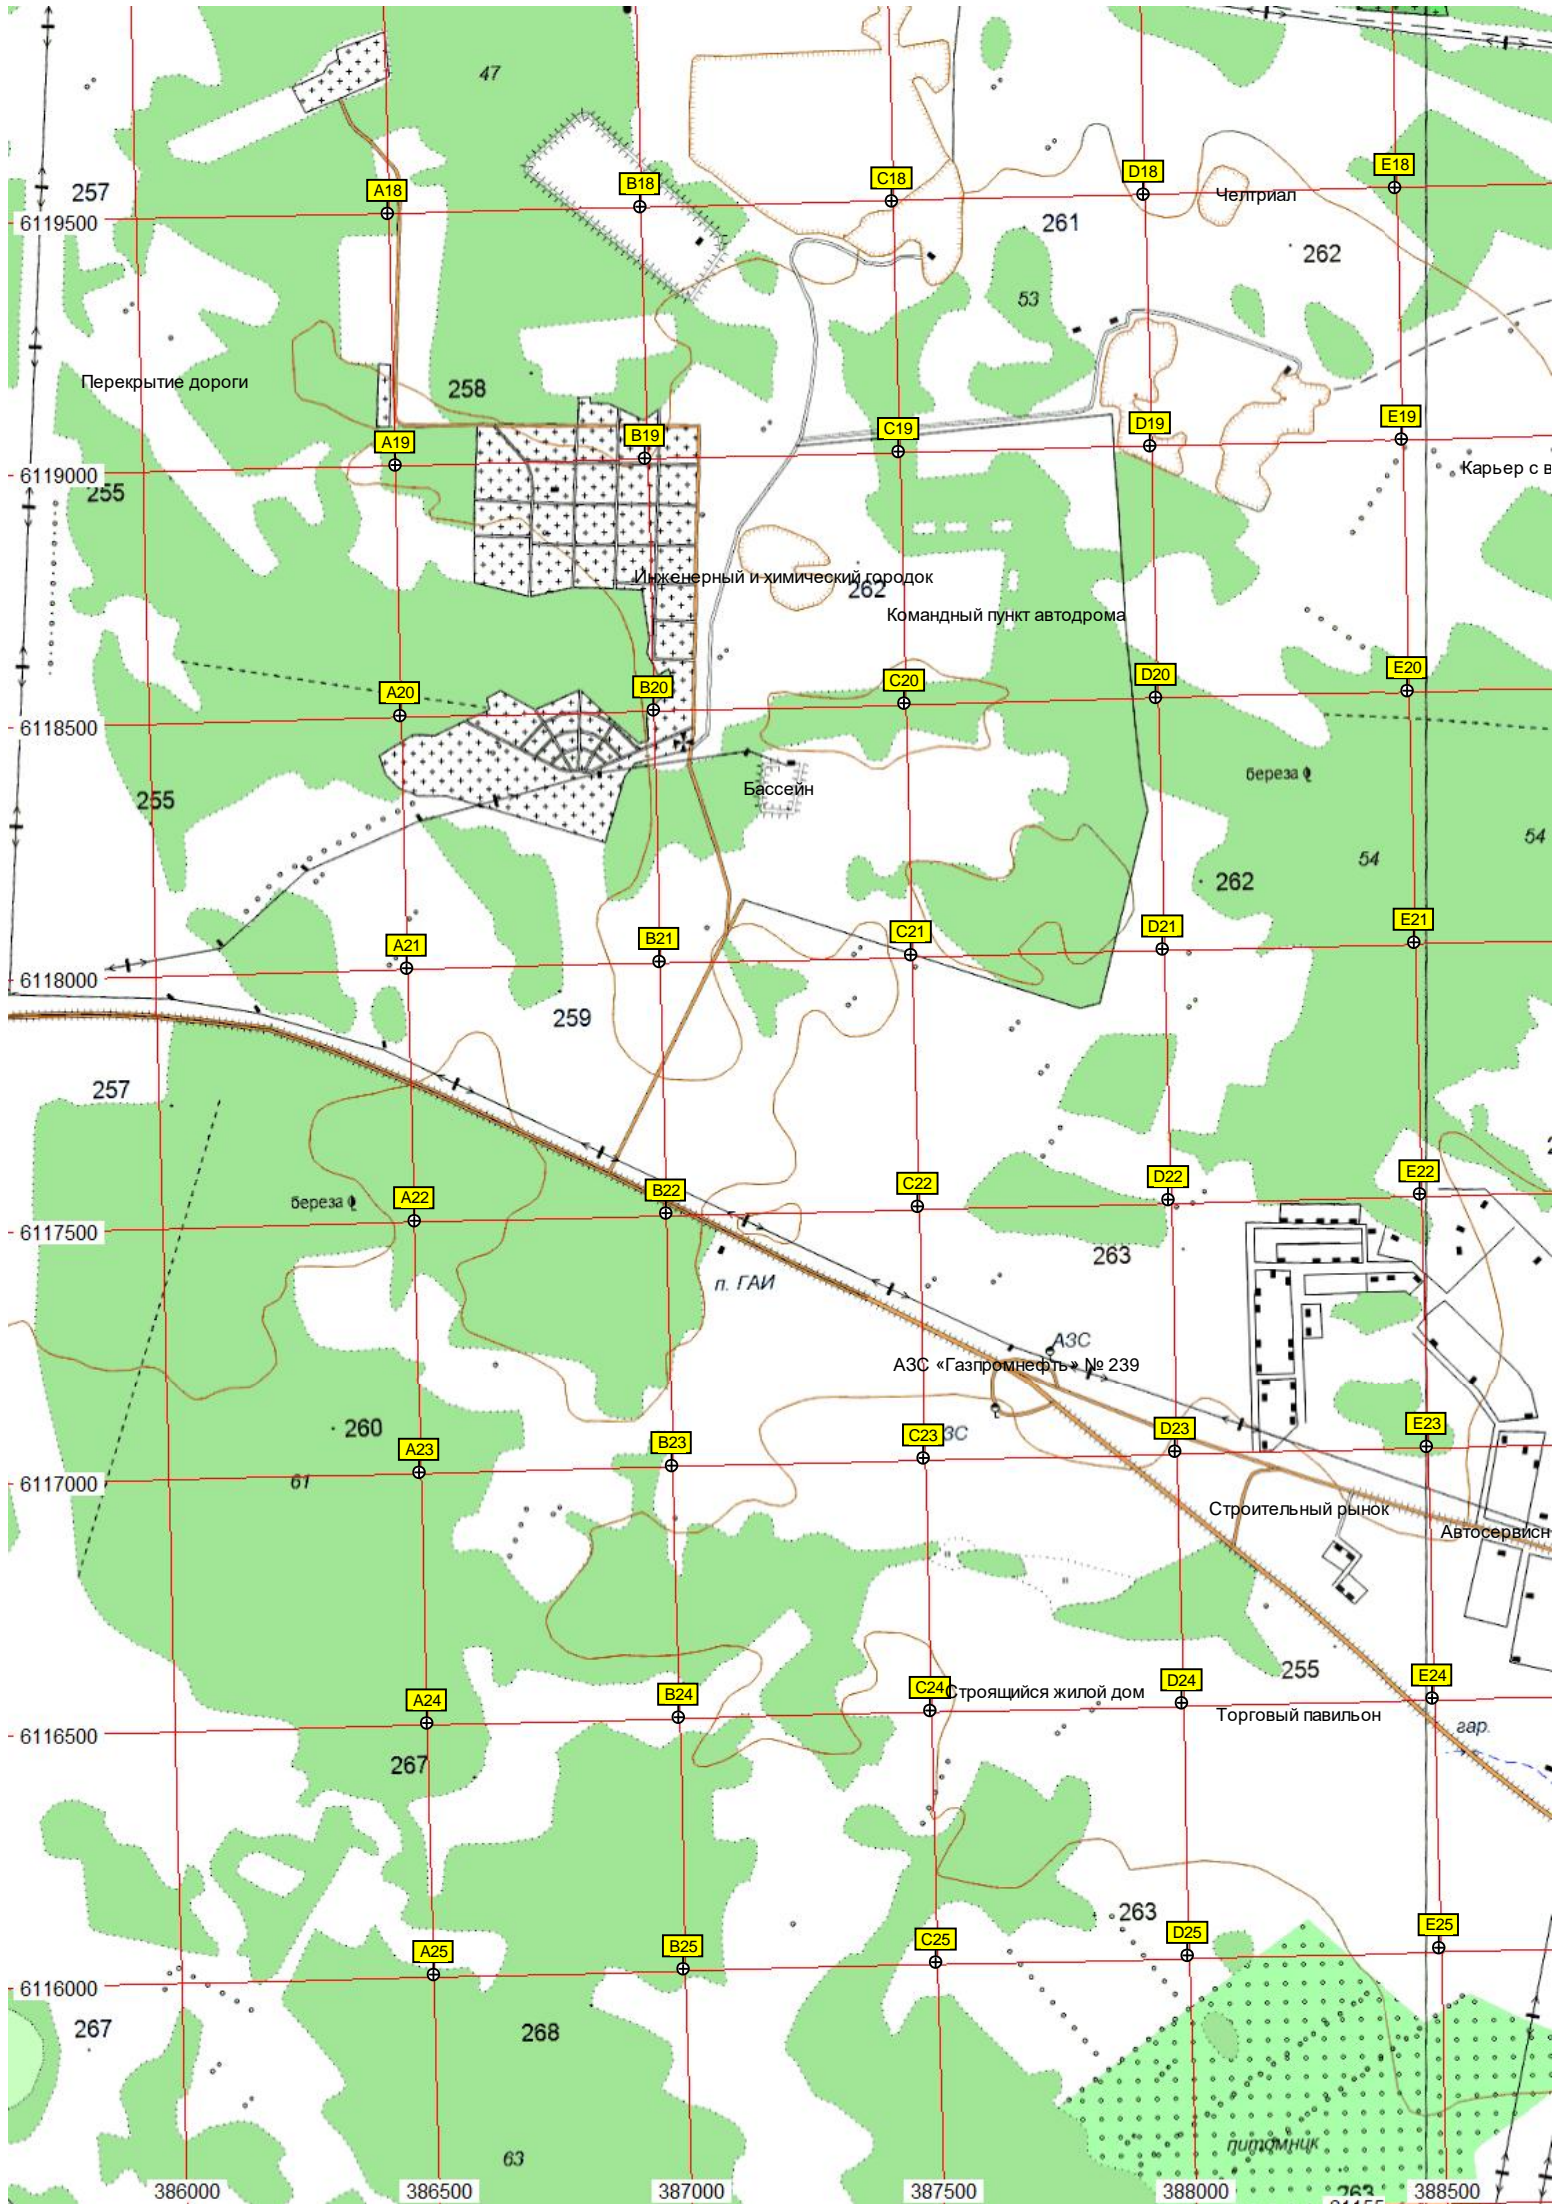 47
257
A18
B18
C18
D18
E18
Челтриал
6119500
261
262
53
Перекрытие дороги
258
A19
B19
C19
D19
E19
6119000
Карьер с в
255
Инженерный и химический городок
262
Командный пункт автодрома
A20
B20
C20
D20
E20
6118500
береза
Бассейн
255
54
54
262
A21
B21
C21
D21
E21
6118000
259
257
A22
B22
C22
D22
E22
береза
6117500
263
п. ГАИ
АЗС
АЗС «Газпромнефть» № 239
260
A23
B23
C23
ЗС
D23
E23
61
6117000
Строительный рынок
Автосервисн
255
A24
B24
C24
Строящийся жилой дом
D24
E24
Торговый павильон
гар.
6116500
267
263
A25
B25
C25
D25
E25
6116000
267
268
питомник
63
263
386000
386500
387000
387500
388000
388500